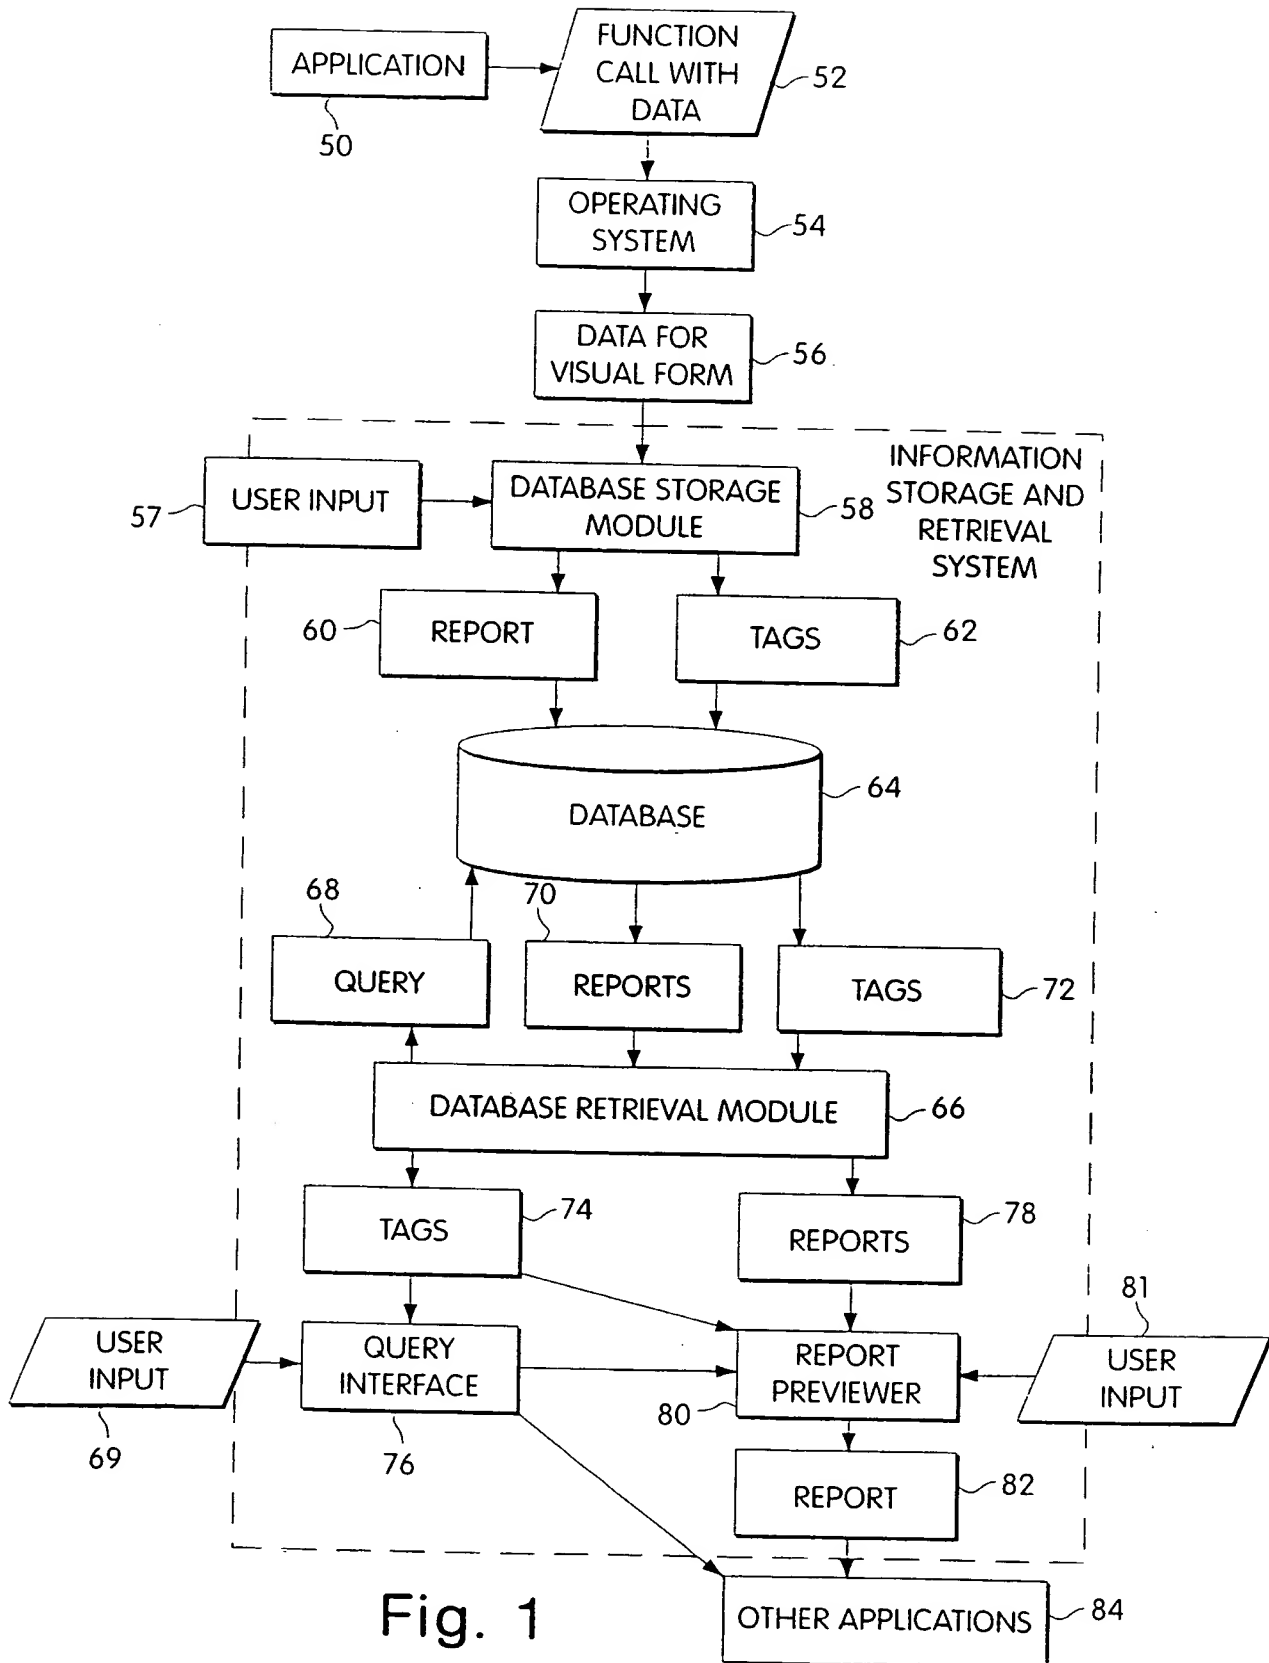 APPLICATION
50
FUNCTION
CALL WITH
DATA
52
OPERATING
SYSTEM
54
DATA FOR
VISUAL FORM
56
INFORMATION
STORAGE AND
RETRIEVAL
SYSTEM
USER INPUT
57
DATABASE STORAGE
MODULE
58
60
REPORT
TAGS
62
DATABASE
64
68
QUERY
70
REPORTS
TAGS
72
DATABASE RETRIEVAL MODULE
66
TAGS
74
REPORTS
78
USER
INPUT
69
QUERY
INTERFACE
76
REPORT
PREVIEWER
80
81
USER
INPUT
REPORT
82
OTHER APPLICATIONS
84
Fig. 1